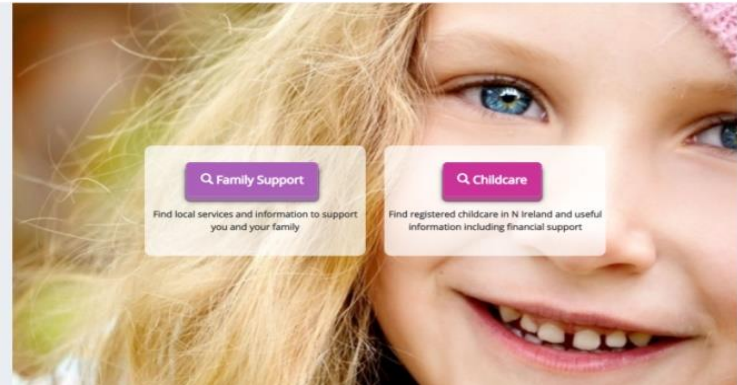 Family Support
Find local services and information to support
you and your family
Childcare
Find registered childcare in N Ireland and useful
information including financial support